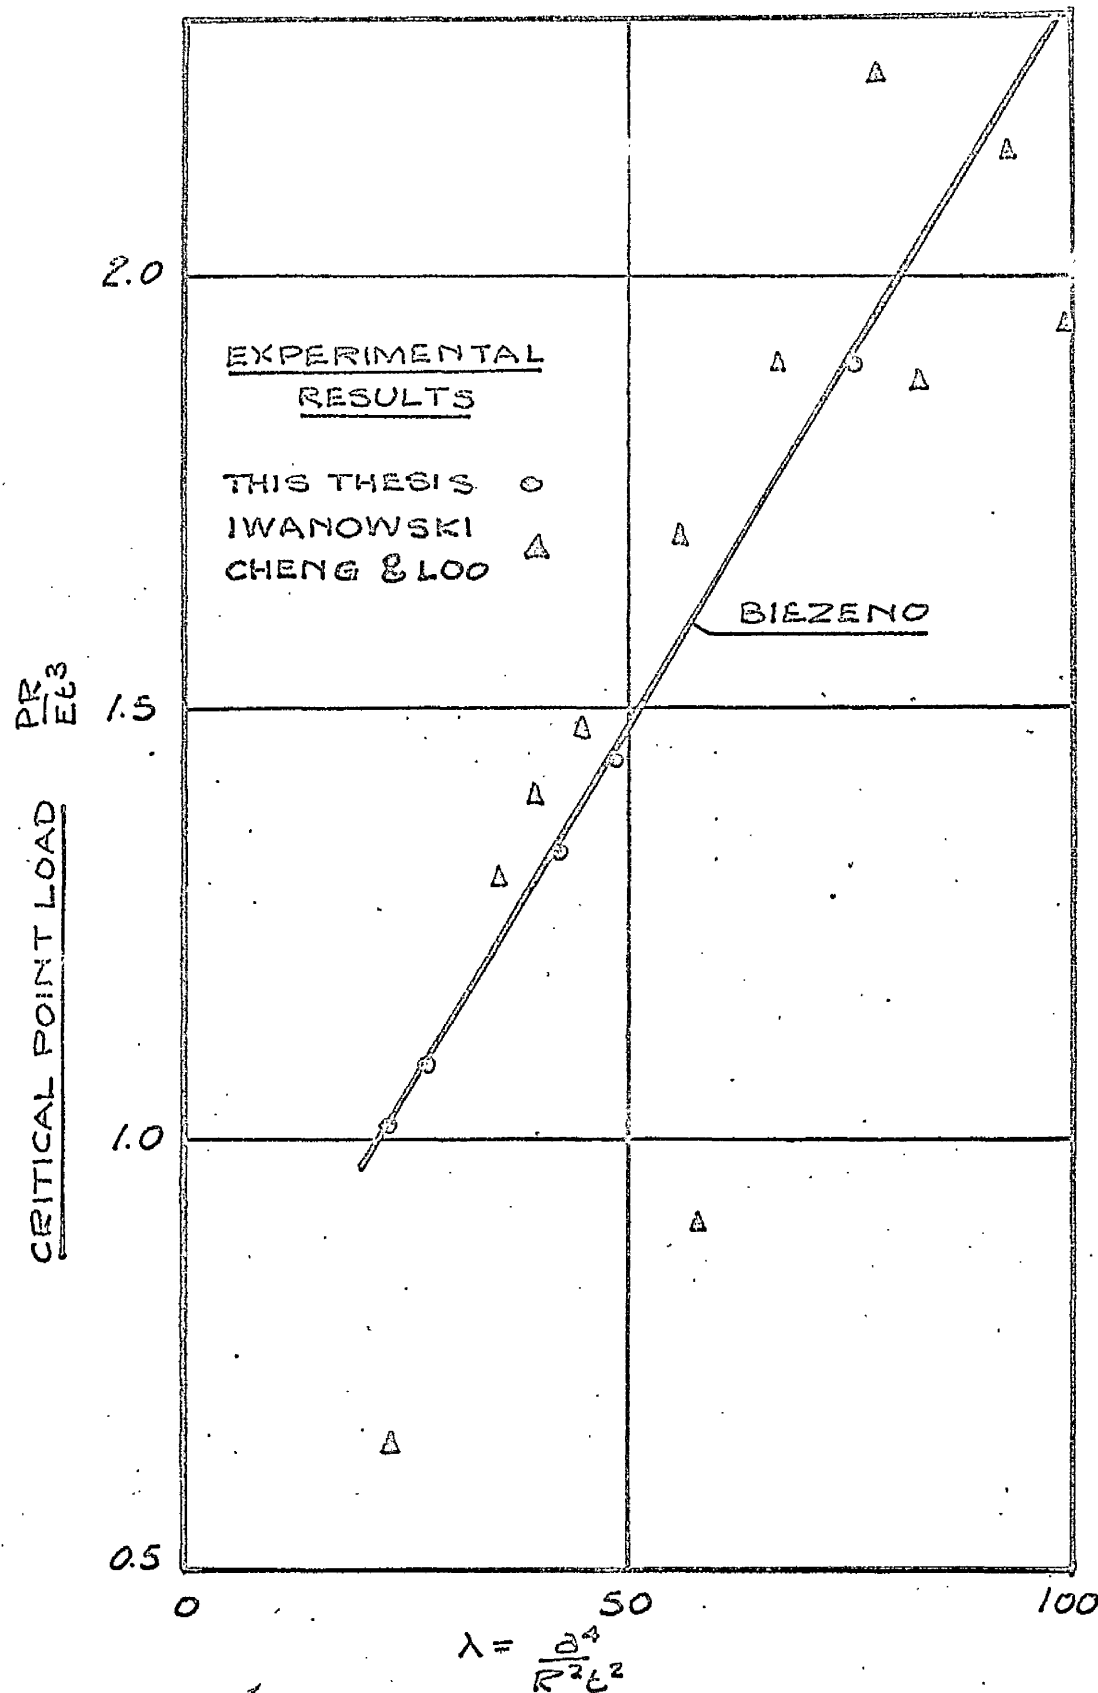 2.0
EXPERIMENTAL
RESULTS
THIS THESIS
IWANOWSKI
CHENG & LOO
BIEZENO
1.5
1.0
0.5
CRITICAL POINT LOAD PR/Et³
0 50 100
λ = a⁴/R²t²